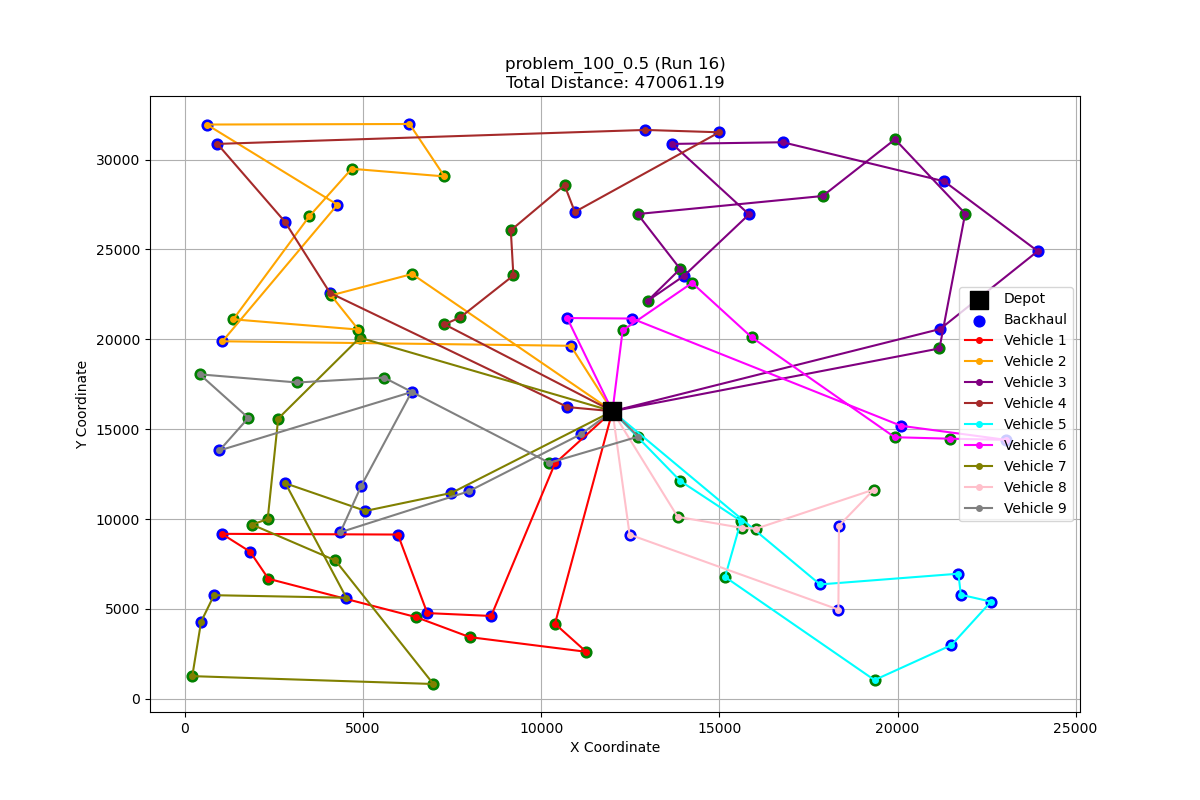 problem_100_0.5 (Run 16)
Total Distance: 470061.19
Y Coordinate
30000
25000
20000
15000
10000
5000
0
Depot
Backhaul
Vehicle 1
Vehicle 2
Vehicle 3
Vehicle 4
Vehicle 5
Vehicle 6
Vehicle 7
Vehicle 8
Vehicle 9
0 5000 10000 15000 20000 25000
X Coordinate